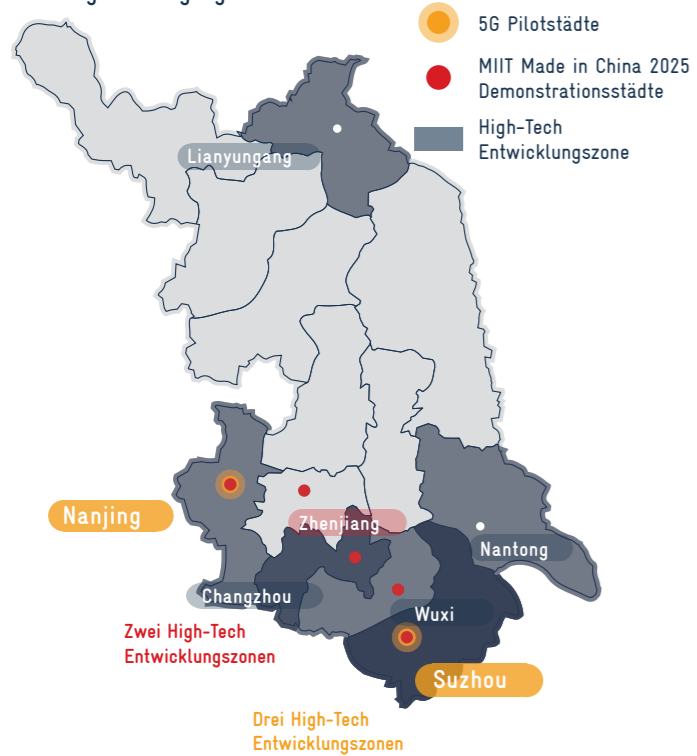 5G Pilotstädte
MIIT Made in China 2025
Demonstrationsstädte
High-Tech
Entwicklungszone
Lianyungang
Nanjing
Zhenjiang
Nantong
Changzhou
Wuxi
Zwei High-Tech
Entwicklungszonen
Suzhou
Drei High-Tech
Entwicklungszonen